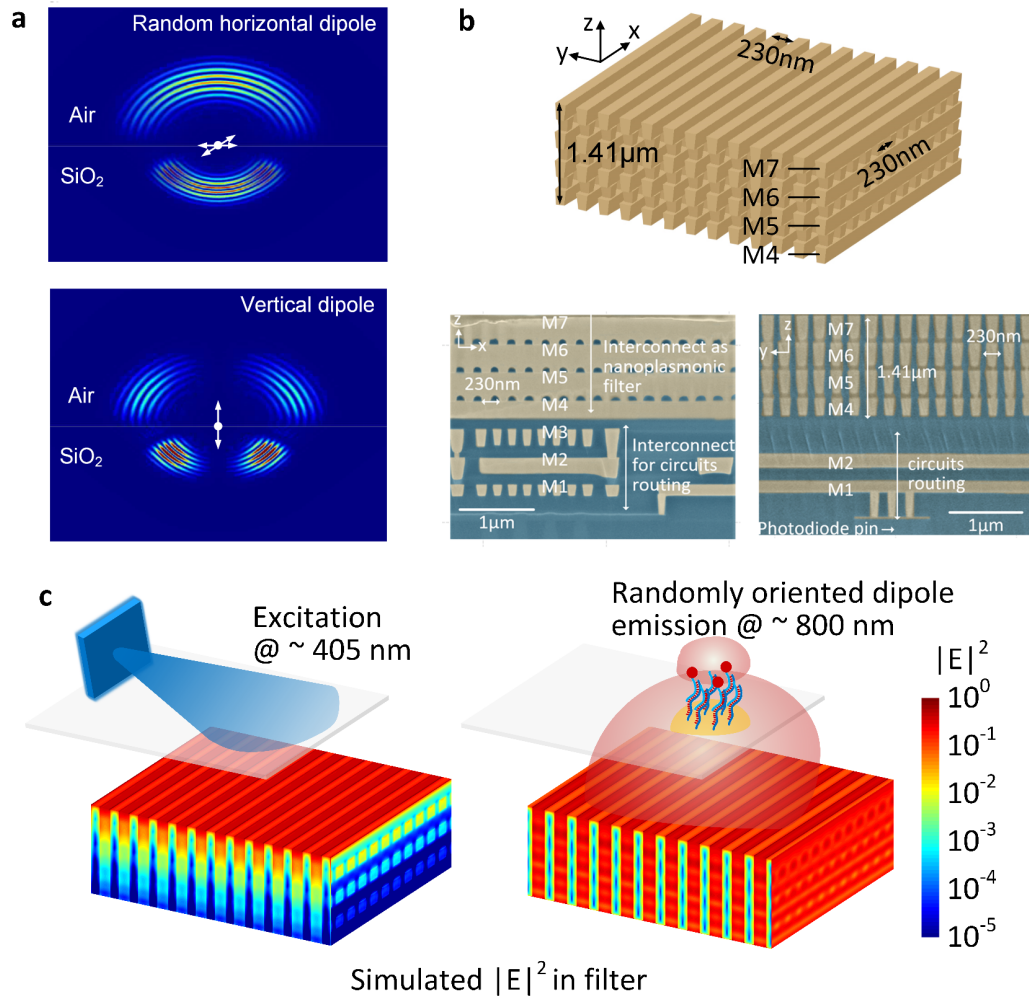 a
Random horizontal dipole
Air
SiO₂
Vertical dipole
Air
SiO₂
b
z
y
x
230nm
1.41µm
230nm
M7
M6
M5
M4
z
x
M7
M6
M5
M4
M3
M2
M1
Interconnect as
nanoplasmonic
filter
230nm
Interconnect
for circuits
routing
1µm
z
y
M7
M6
M5
M4
230nm
1.41µm
M2
M1
circuits
routing
Photodiode pin→
1µm
c
Excitation
@ ~ 405 nm
Randomly oriented dipole
emission @ ~ 800 nm
|E|²
10⁰
10⁻¹
10⁻²
10⁻³
10⁻⁴
10⁻⁵
Simulated |E|² in filter